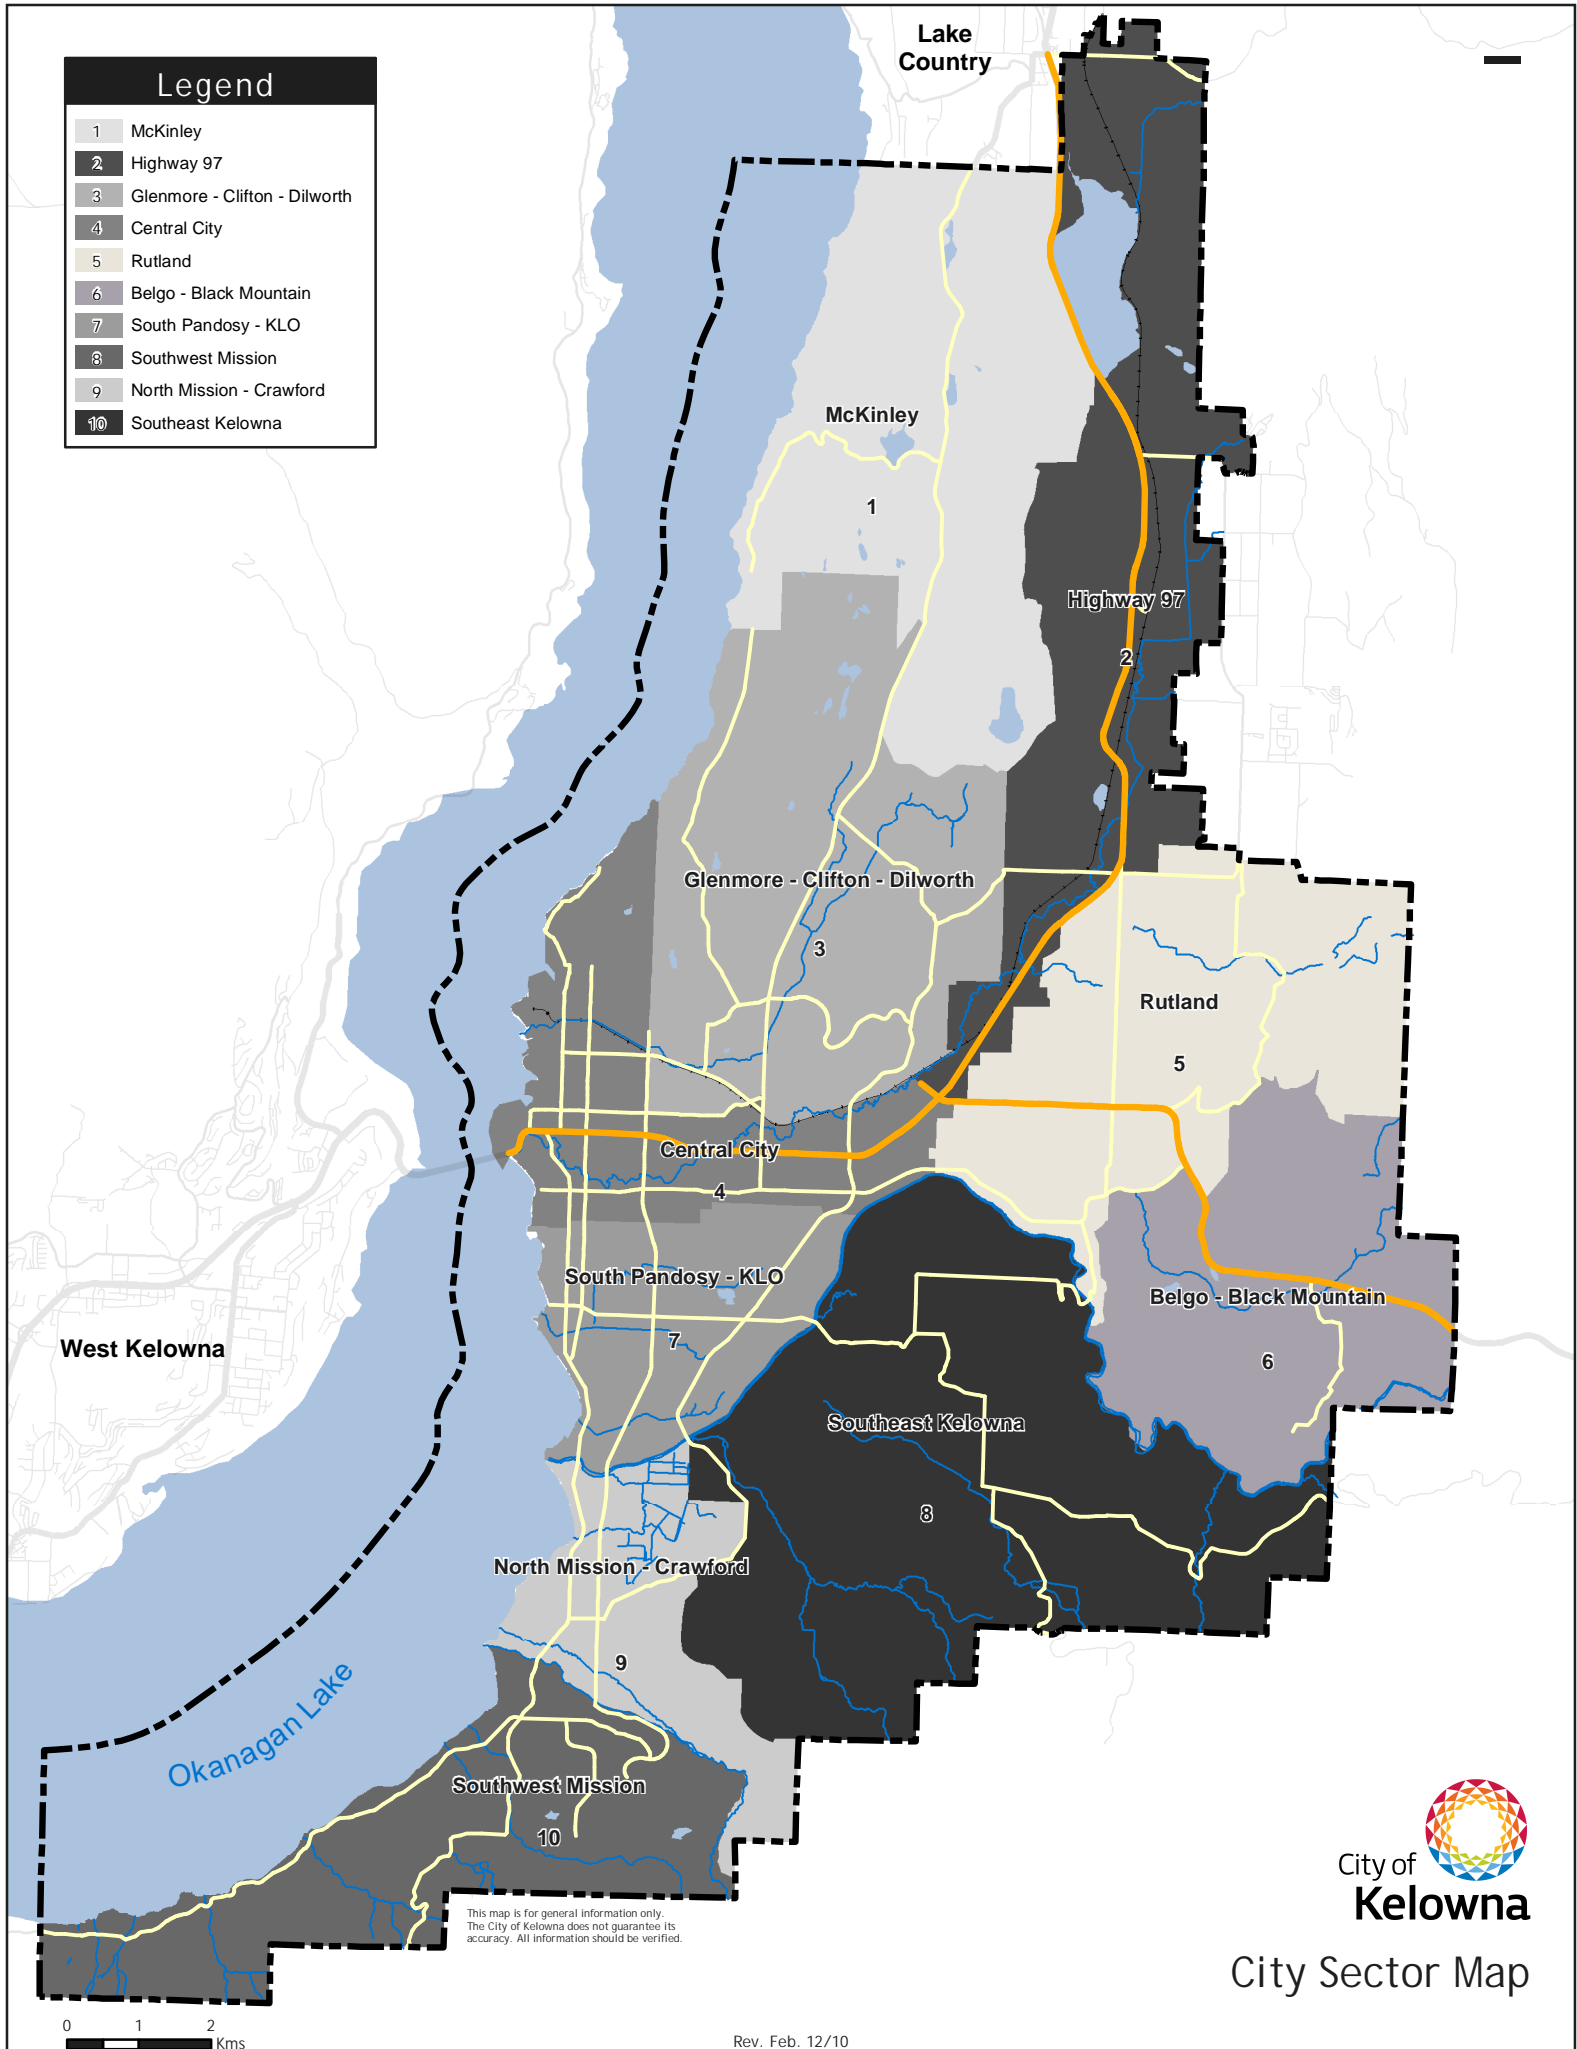 Lake
Country
Legend
1 McKinley
2 Highway 97
3 Glenmore - Clifton - Dilworth
4 Central City
5 Rutland
6 Belgo - Black Mountain
7 South Pandosy - KLO
8 Southwest Mission
9 North Mission - Crawford
10 Southeast Kelowna
McKinley
1
Highway 97
2
Glenmore - Clifton - Dilworth
3
Rutland
5
Central City
4
South Pandosy - KLO
7
Belgo - Black Mountain
6
West Kelowna
Southeast Kelowna
8
North Mission - Crawford
9
Okanagan Lake
Southwest Mission
10
City of
Kelowna
City Sector Map
This map is for general information only.
The City of Kelowna does not guarantee its
accuracy. All information should be verified.
0 1 2
Kms
Rev. Feb. 12/10